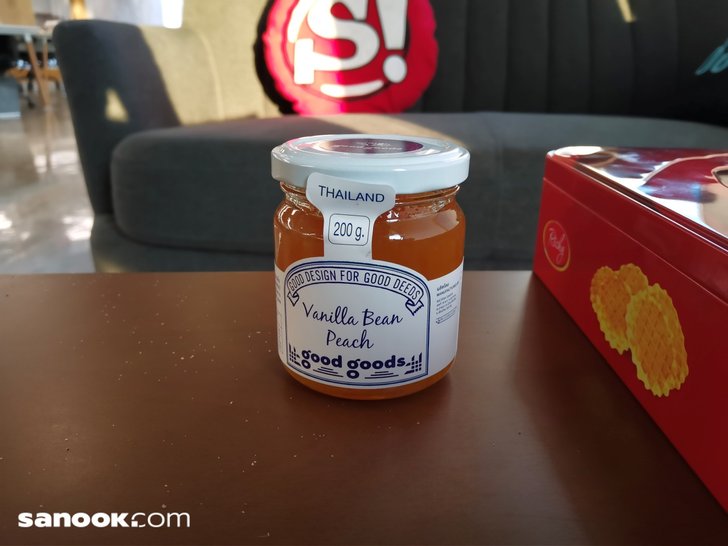 S!
THAILAND
200 g.
GOOD DESIGN FOR GOOD DEEDS
Vanilla Bean
Peach
good goods
sanook.com